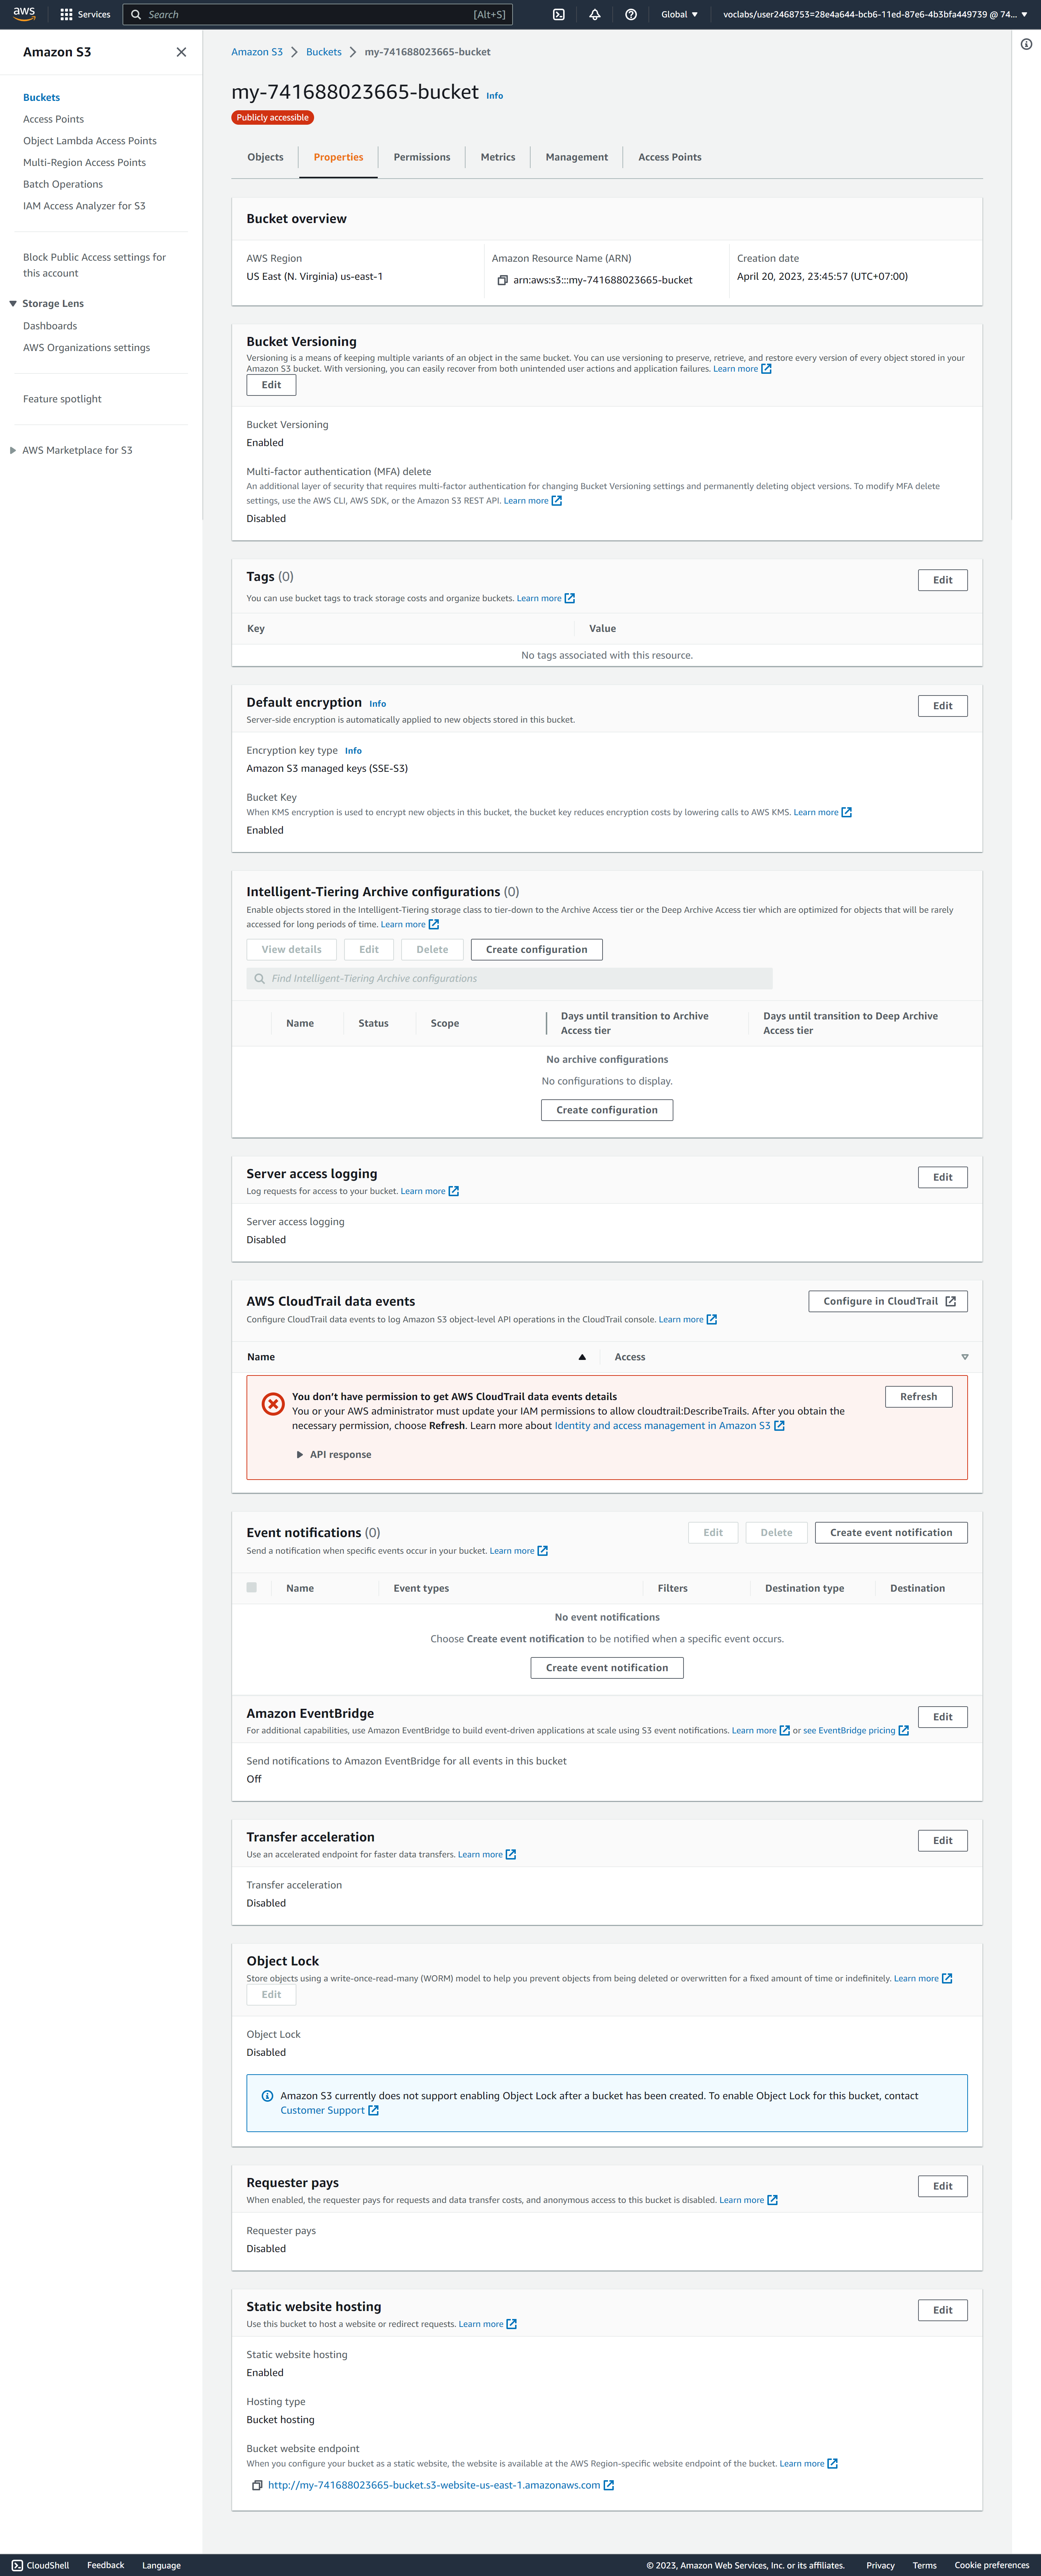 aws
Services
Search
[Alt+S]
Global
voclabs/user2468753=28e4a644-bcb6-11ed-87e6-4b3bfa449739 @ 74...
Amazon S3
Buckets
Access Points
Object Lambda Access Points
Multi-Region Access Points
Batch Operations
IAM Access Analyzer for S3
Block Public Access settings for
this account
Storage Lens
Dashboards
AWS Organizations settings
Feature spotlight
AWS Marketplace for S3
Amazon S3 Buckets my-741688023665-bucket
my-741688023665-bucket Info
Publicly accessible
Objects Properties Permissions Metrics Management Access Points
Bucket overview
AWS Region
US East (N. Virginia) us-east-1
Amazon Resource Name (ARN)
arn:aws:s3:::my-741688023665-bucket
Creation date
April 20, 2023, 23:45:57 (UTC+07:00)
Bucket Versioning
Versioning is a means of keeping multiple variants of an object in the same bucket. You can use versioning to preserve, retrieve, and restore every version of every object stored in your
Amazon S3 bucket. With versioning, you can easily recover from both unintended user actions and application failures. Learn more
Edit
Bucket Versioning
Enabled
Multi-factor authentication (MFA) delete
An additional layer of security that requires multi-factor authentication for changing Bucket Versioning settings and permanently deleting object versions. To modify MFA delete
settings, use the AWS CLI, AWS SDK, or the Amazon S3 REST API. Learn more
Disabled
Tags (0)
Edit
You can use bucket tags to track storage costs and organize buckets. Learn more
Key Value
No tags associated with this resource.
Default encryption Info
Edit
Server-side encryption is automatically applied to new objects stored in this bucket.
Encryption key type Info
Amazon S3 managed keys (SSE-S3)
Bucket Key
When KMS encryption is used to encrypt new objects in this bucket, the bucket key reduces encryption costs by lowering calls to AWS KMS. Learn more
Enabled
Intelligent-Tiering Archive configurations (0)
Enable objects stored in the Intelligent-Tiering storage class to tier-down to the Archive Access tier or the Deep Archive Access tier which are optimized for objects that will be rarely
accessed for long periods of time. Learn more
View details Edit Delete Create configuration
Find Intelligent-Tiering Archive configurations
Name Status Scope
Days until transition to Archive
Access tier
Days until transition to Deep Archive
Access tier
No archive configurations
No configurations to display.
Create configuration
Server access logging
Edit
Log requests for access to your bucket. Learn more
Server access logging
Disabled
AWS CloudTrail data events
Configure in CloudTrail
Configure CloudTrail data events to log Amazon S3 object-level API operations in the CloudTrail console. Learn more
Name Access
You don't have permission to get AWS CloudTrail data events details
Refresh
You or your AWS administrator must update your IAM permissions to allow cloudtrail:DescribeTrails. After you obtain the
necessary permission, choose Refresh. Learn more about Identity and access management in Amazon S3
API response
Event notifications (0)
Edit Delete Create event notification
Send a notification when specific events occur in your bucket. Learn more
Name Event types Filters Destination type Destination
No event notifications
Choose Create event notification to be notified when a specific event occurs.
Create event notification
Amazon EventBridge
Edit
For additional capabilities, use Amazon EventBridge to build event-driven applications at scale using S3 event notifications. Learn more or see EventBridge pricing
Send notifications to Amazon EventBridge for all events in this bucket
Off
Transfer acceleration
Edit
Use an accelerated endpoint for faster data transfers. Learn more
Transfer acceleration
Disabled
Object Lock
Store objects using a write-once-read-many (WORM) model to help you prevent objects from being deleted or overwritten for a fixed amount of time or indefinitely. Learn more
Edit
Object Lock
Disabled
Amazon S3 currently does not support enabling Object Lock after a bucket has been created. To enable Object Lock for this bucket, contact
Customer Support
Requester pays
Edit
When enabled, the requester pays for requests and data transfer costs, and anonymous access to this bucket is disabled. Learn more
Requester pays
Disabled
Static website hosting
Edit
Use this bucket to host a website or redirect requests. Learn more
Static website hosting
Enabled
Hosting type
Bucket hosting
Bucket website endpoint
When you configure your bucket as a static website, the website is available at the AWS Region-specific website endpoint of the bucket. Learn more
http://my-741688023665-bucket.s3-website-us-east-1.amazonaws.com
CloudShell Feedback Language
© 2023, Amazon Web Services, Inc. or its affiliates. Privacy Terms Cookie preferences